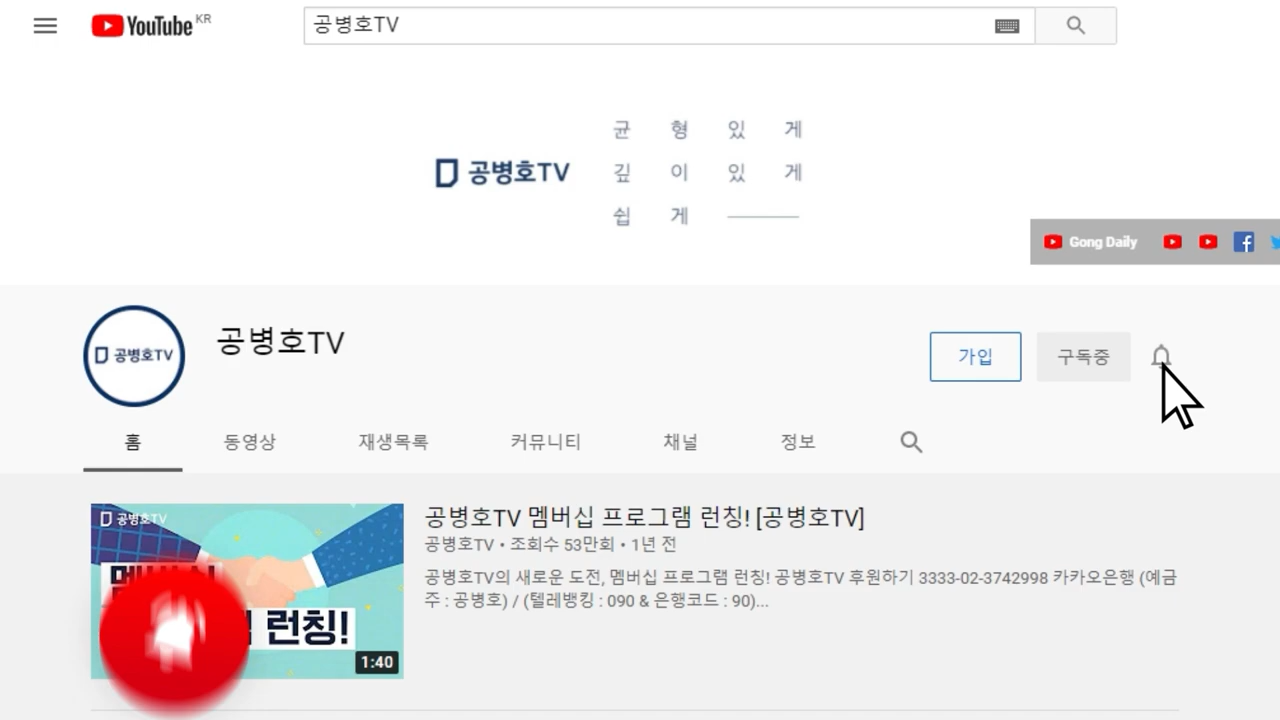 YouTube KR
공병호TV
균형있게
공병호TV 깊이있게
쉽게
Gong Daily
공병호TV
공병호TV
가입
구독중
홈 동영상 재생목록 커뮤니티 채널 정보
공병호TV
런칭!
1:40
공병호TV 멤버십 프로그램 런칭! [공병호TV]
공병호TV • 조회수 53만회 • 1년 전
공병호TV의 새로운 도전, 멤버십 프로그램 런칭! 공병호TV 후원하기 3333-02-3742998 카카오은행 (예금
주 : 공병호) / (텔레뱅킹 : 090 & 은행코드 : 90)...